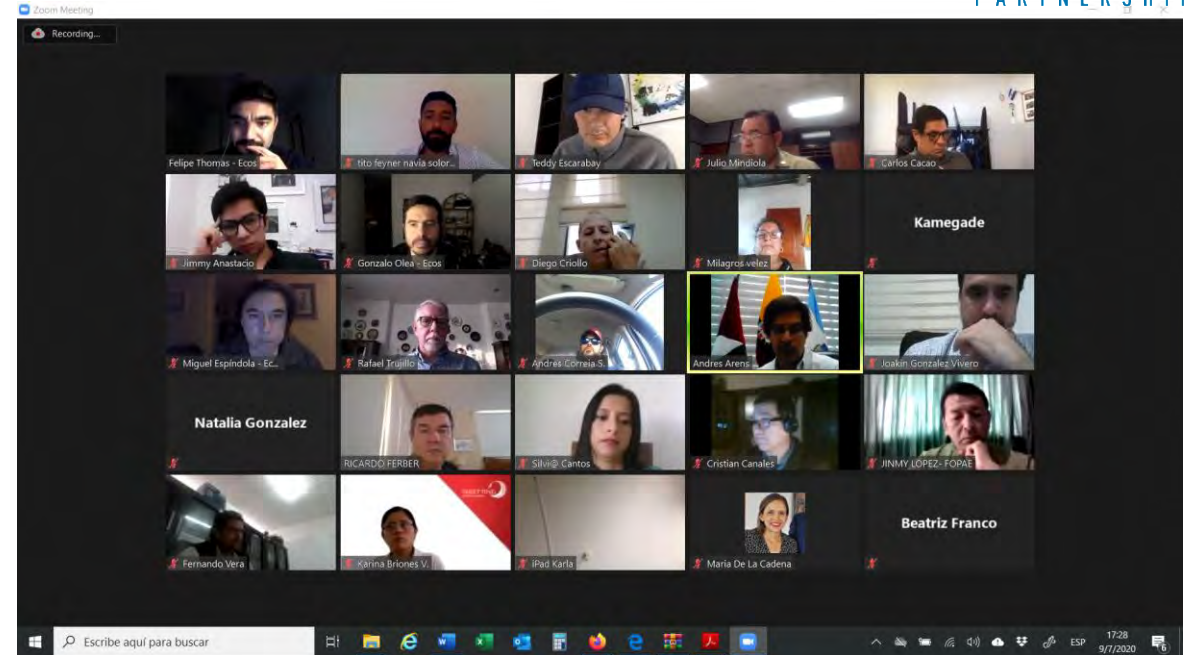 PARTNERSHIP
Zoom Meeting
Recording...
Felipe Thomas - Ecos
tito feyner navia solor...
Teddy Escarabay
Julio Mindiola
Carlos Cacao
Jimmy Anastacio
Gonzalo Olea - Ecos
Diego Criollo
Milagros velez
Kamegade
Miguel Espíndola - Ec...
Rafael Trujillo
Andrés Correia S.
Andres Arens
Joakin Gonzalez Vivero
Natalia Gonzalez
RICARDO FERBER
Silvi@ Cantos
Cristian Canales
JINMY LOPEZ- FOPAE
Fernando Vera
Karina Briones V.
iPad Karla
Maria De La Cadena
Beatriz Franco
Escribe aquí para buscar
ESP
17:28
9/7/2020
6